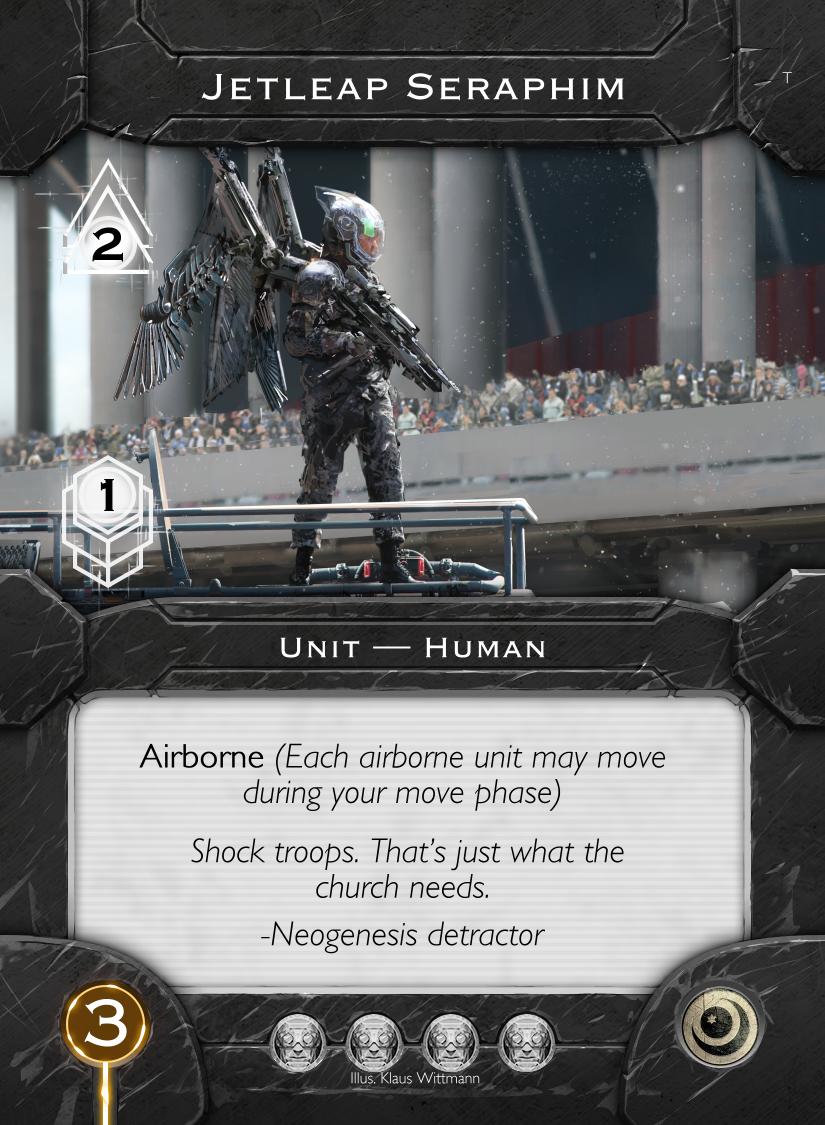 Jetleap Seraphim
T
2
1
Unit — Human
Airborne (Each airborne unit may move
during your move phase)
Shock troops. That's just what the
church needs.
-Neogenesis detractor
3
Illus. Klaus Wittmann